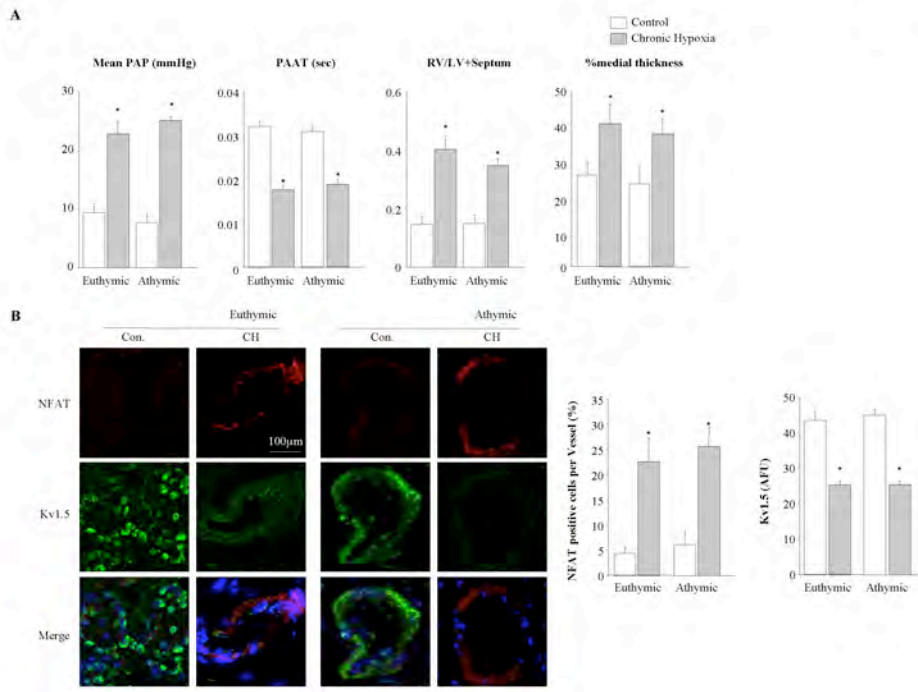 A
Control
Chronic Hypoxia
Mean PAP (mmHg)
PAAT (sec)
RV/LV+Septum
%medial thickness
30
20
10
0
* *
Euthymic Athymic
0.04
0.03
0.02
0.01
0
* *
Euthymic Athymic
0.6
0.4
0.2
0
* *
Euthymic Athymic
50
40
30
20
10
0
* *
Euthymic Athymic
B
Euthymic Athymic
Con. CH Con. CH
NFAT
100µm
Kv1.5
Merge
NFAT positive cells per Vessel (%)
35
30
25
20
15
10
5
0
* *
Euthymic Athymic
Kv1.5 (AFU)
50
40
30
20
10
0
* *
Euthymic Athymic